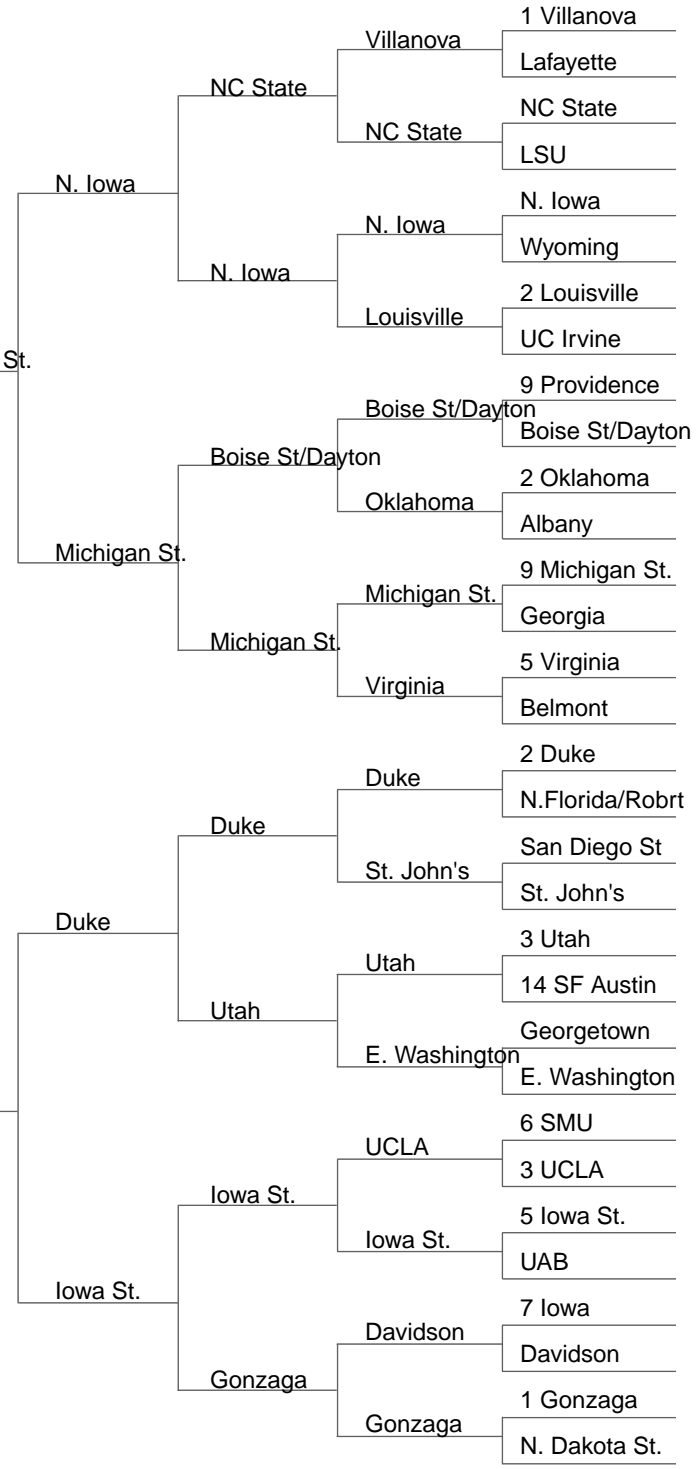 1 Villanova
Villanova
Lafayette
NC State
NC State
NC State
LSU
N. Iowa
N. Iowa
N. Iowa
Wyoming
N. Iowa
2 Louisville
Louisville
UC Irvine
St.
9 Providence
Boise St/Dayton
Boise St/Dayton
Boise St/Dayton
2 Oklahoma
Oklahoma
Albany
Michigan St.
9 Michigan St.
Michigan St.
Georgia
Michigan St.
5 Virginia
Virginia
Belmont
2 Duke
Duke
N.Florida/Robrt
Duke
San Diego St
St. John's
St. John's
Duke
3 Utah
Utah
14 SF Austin
Utah
Georgetown
E. Washington
E. Washington
6 SMU
UCLA
3 UCLA
Iowa St.
5 Iowa St.
Iowa St.
UAB
Iowa St.
7 Iowa
Davidson
Davidson
Gonzaga
1 Gonzaga
Gonzaga
N. Dakota St.